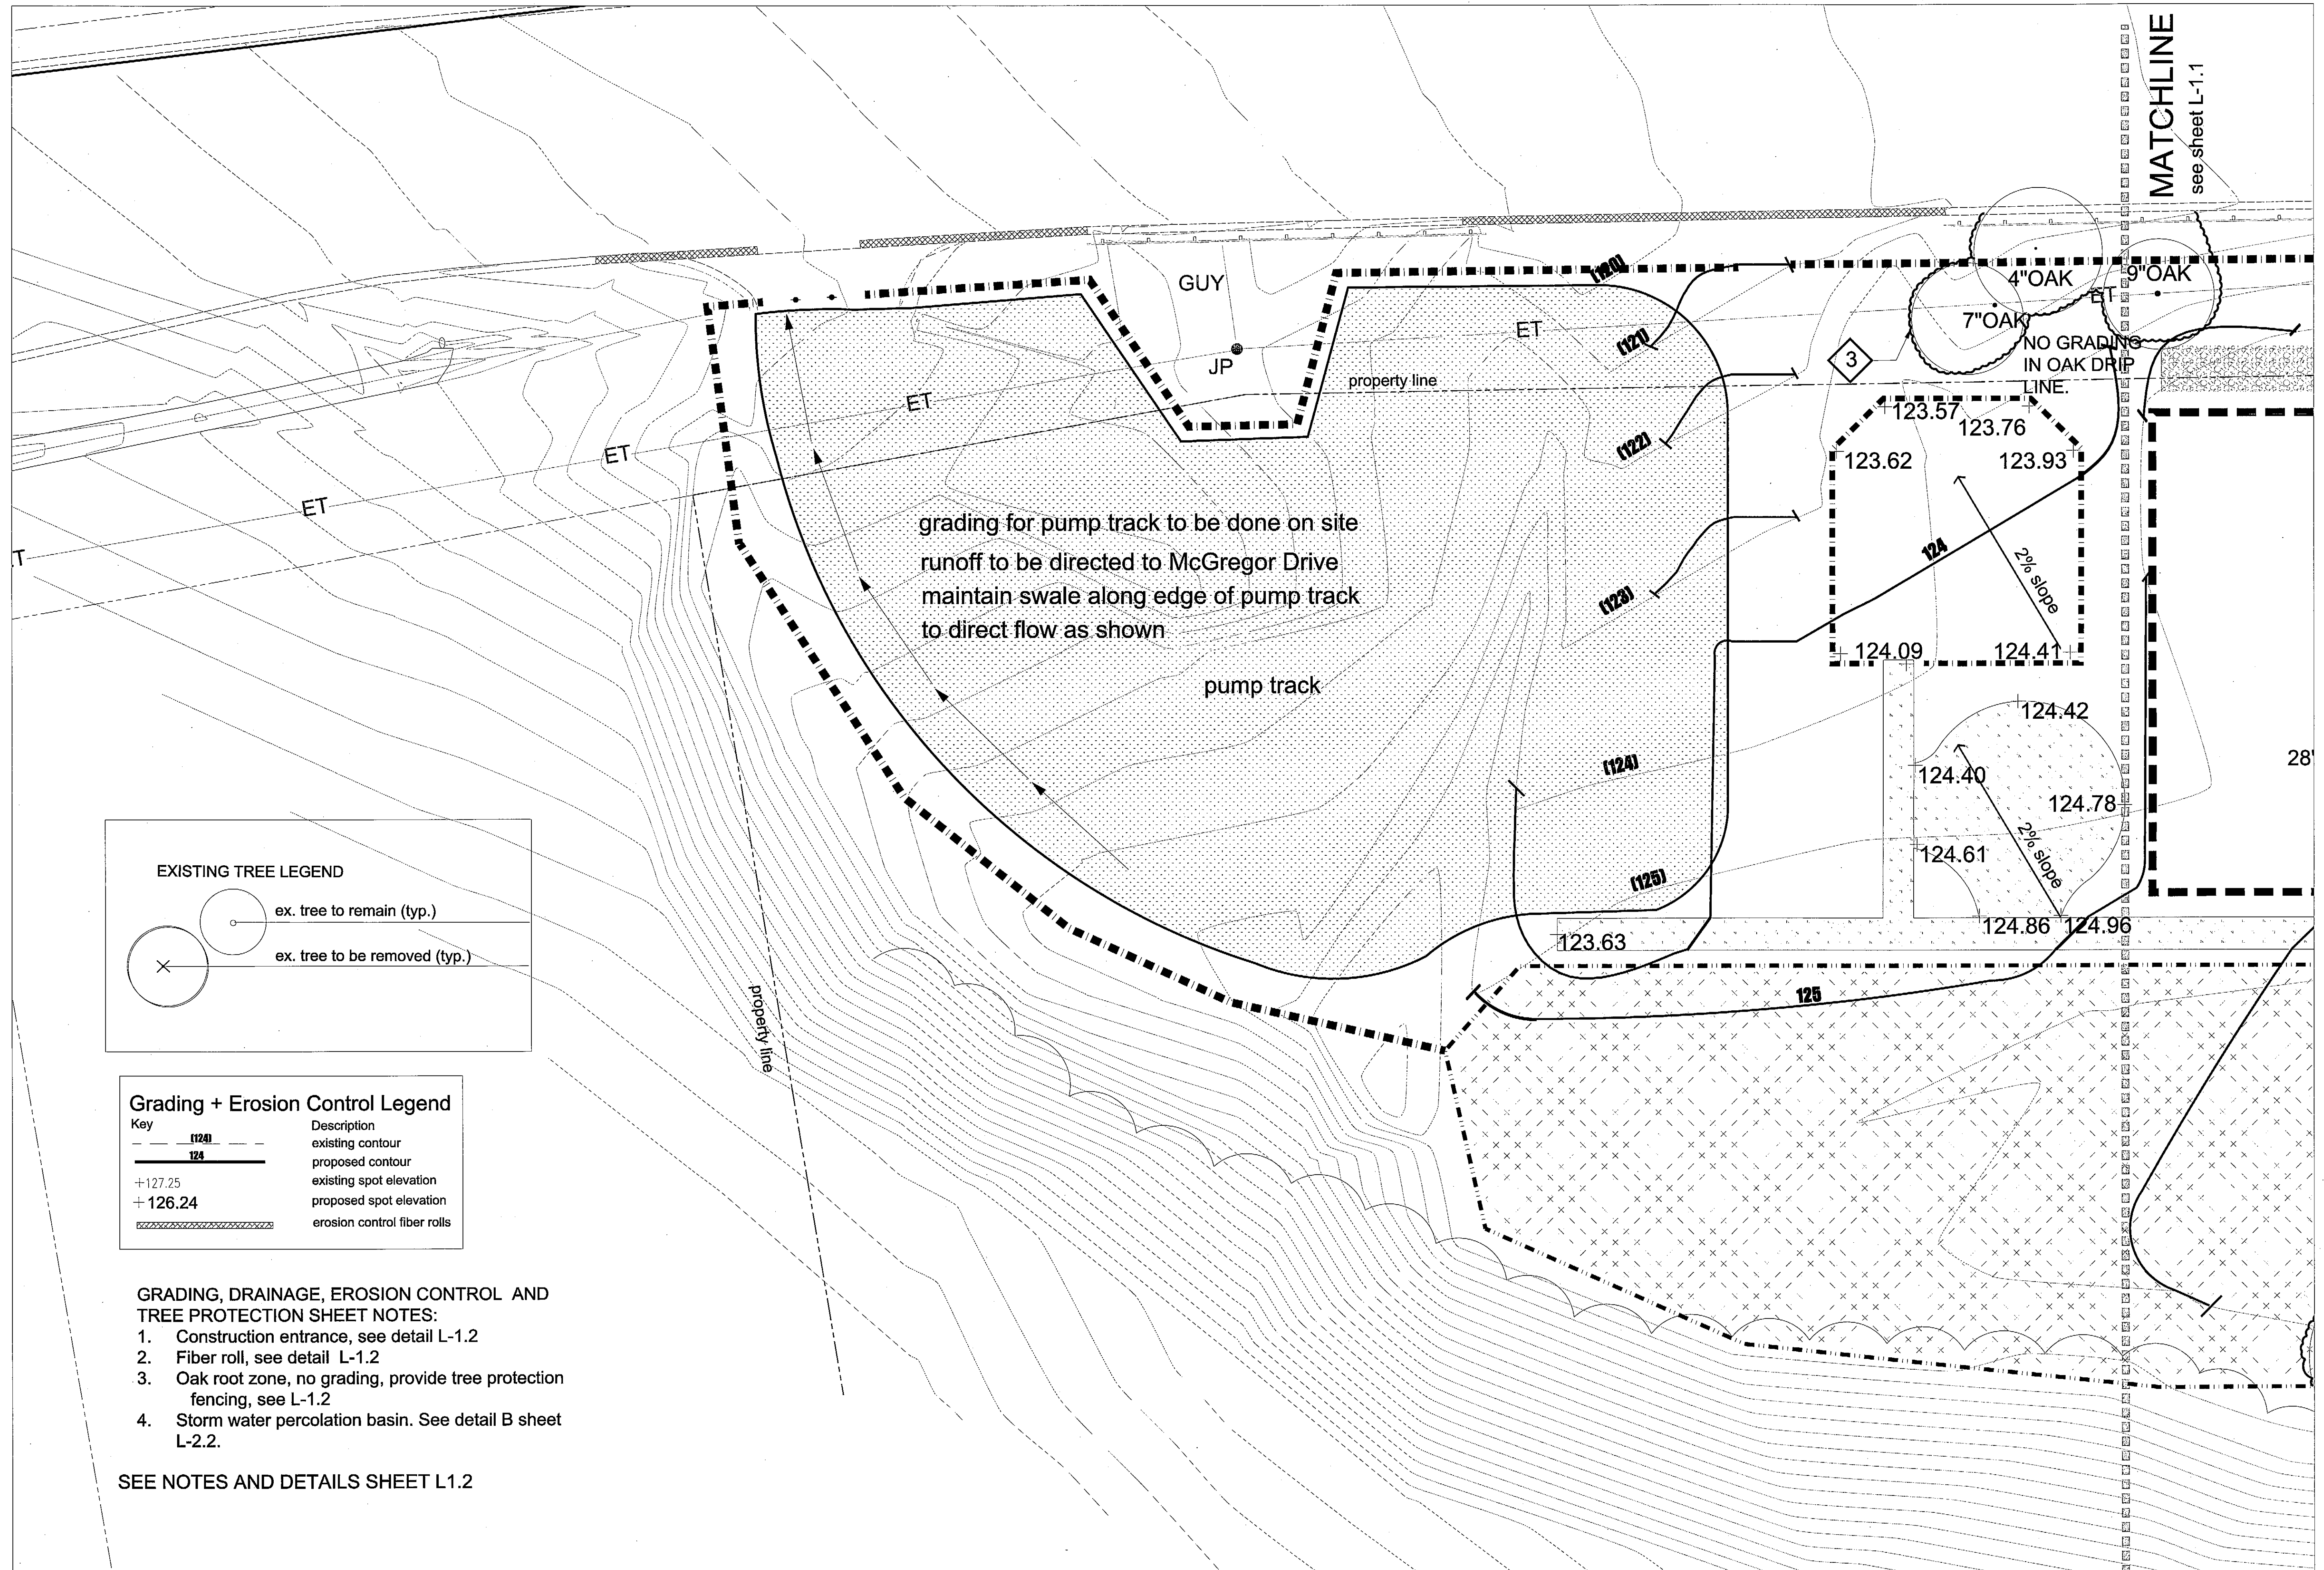 MATCHLINE
see sheet L-1.1
GUY
JP
ET
ET
ET
ET
ET
.T
property line
(120)
(121)
(122)
(123)
(124)
(125)
4"OAK
9"OAK
7"OAK
3
NO GRADING
IN OAK DRIP
LINE.
123.57
123.76
123.62
123.93
124
2% slope
124.09
124.41
124.42
124.40
124.78
2% slope
124.61
124.86
124.96
28'
123.63
125
grading for pump track to be done on site
runoff to be directed to McGregor Drive
maintain swale along edge of pump track
to direct flow as shown
pump track
property line
EXISTING TREE LEGEND
ex. tree to remain (typ.)
ex. tree to be removed (typ.)
Grading + Erosion Control Legend
Key Description
(124) existing contour
124 proposed contour
+127.25 existing spot elevation
+126.24 proposed spot elevation
erosion control fiber rolls
GRADING, DRAINAGE, EROSION CONTROL AND
TREE PROTECTION SHEET NOTES:
1. Construction entrance, see detail L-1.2
2. Fiber roll, see detail L-1.2
3. Oak root zone, no grading, provide tree protection
fencing, see L-1.2
4. Storm water percolation basin. See detail B sheet
L-2.2.
SEE NOTES AND DETAILS SHEET L1.2